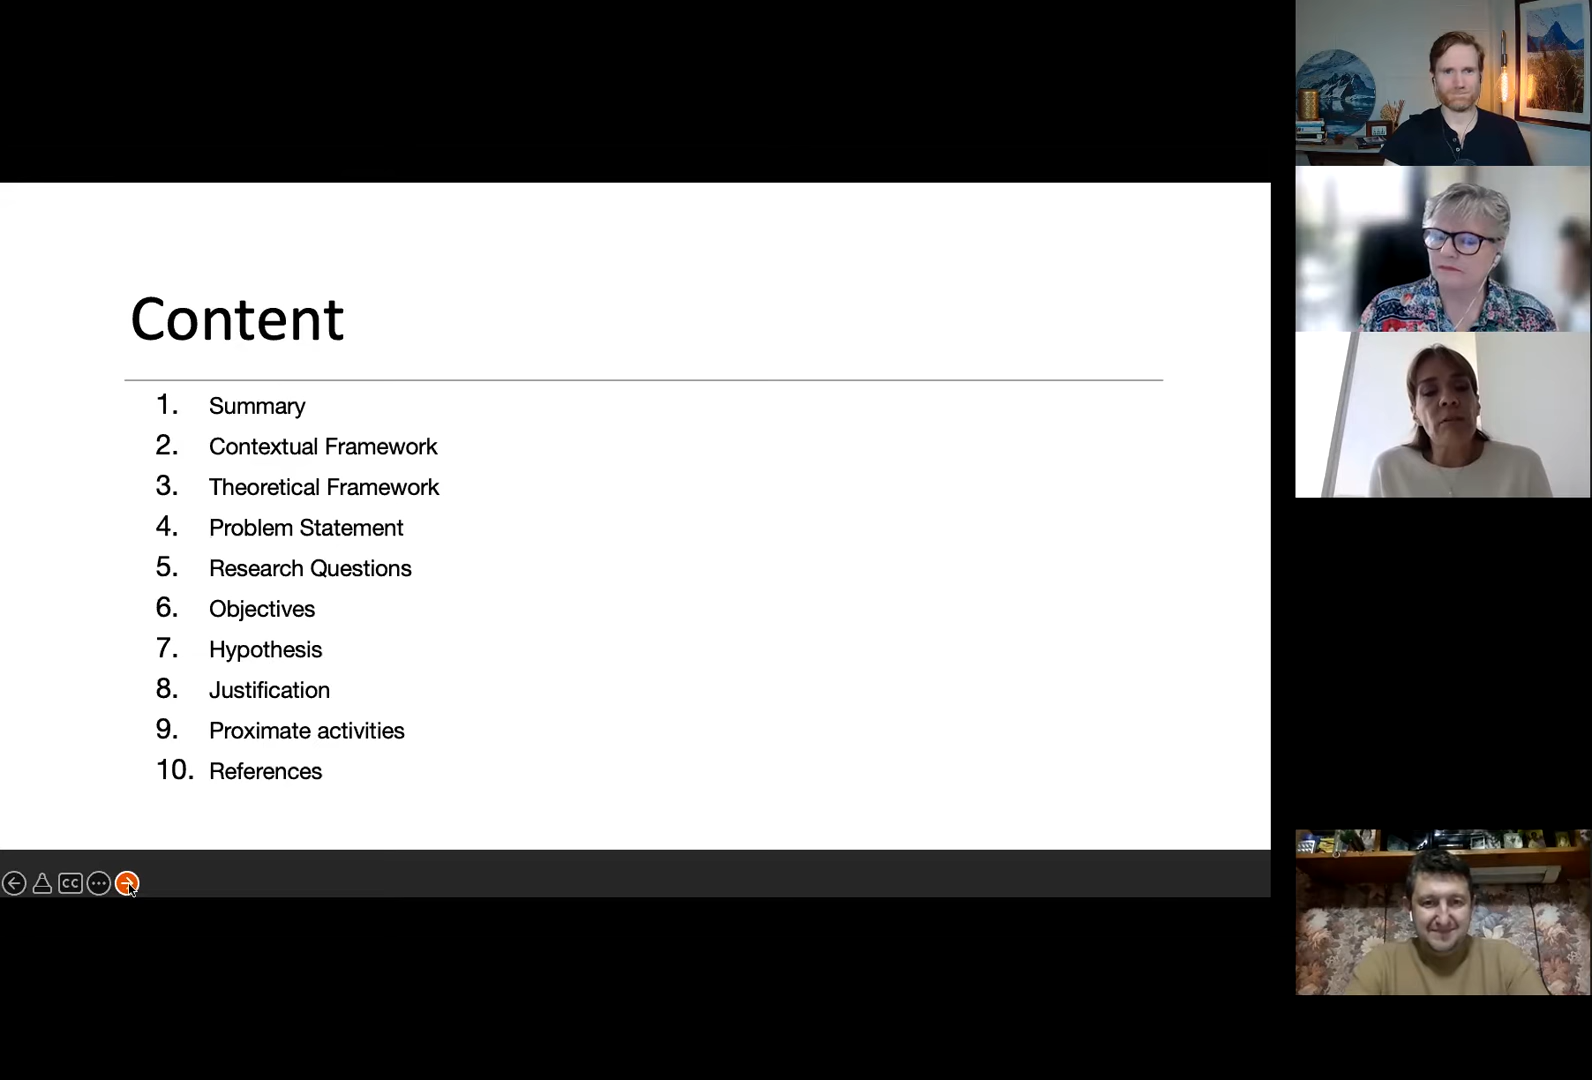 Content
1. Summary
2. Contextual Framework
3. Theoretical Framework
4. Problem Statement
5. Research Questions
6. Objectives
7. Hypothesis
8. Justification
9. Proximate activities
10. References
CC